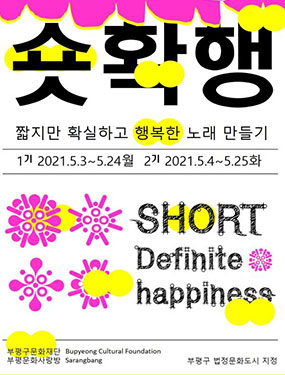 숏확행
짧지만 확실하고 행복한 노래 만들기
1기 2021.5.3~5.24월 2기 2021.5.4~5.25화
SHORT
Definite
happiness
부평구문화재단 Bupyeong Cultural Foundation
부평문화사랑방 Sarangbang
부평구 법정문화도시 지정